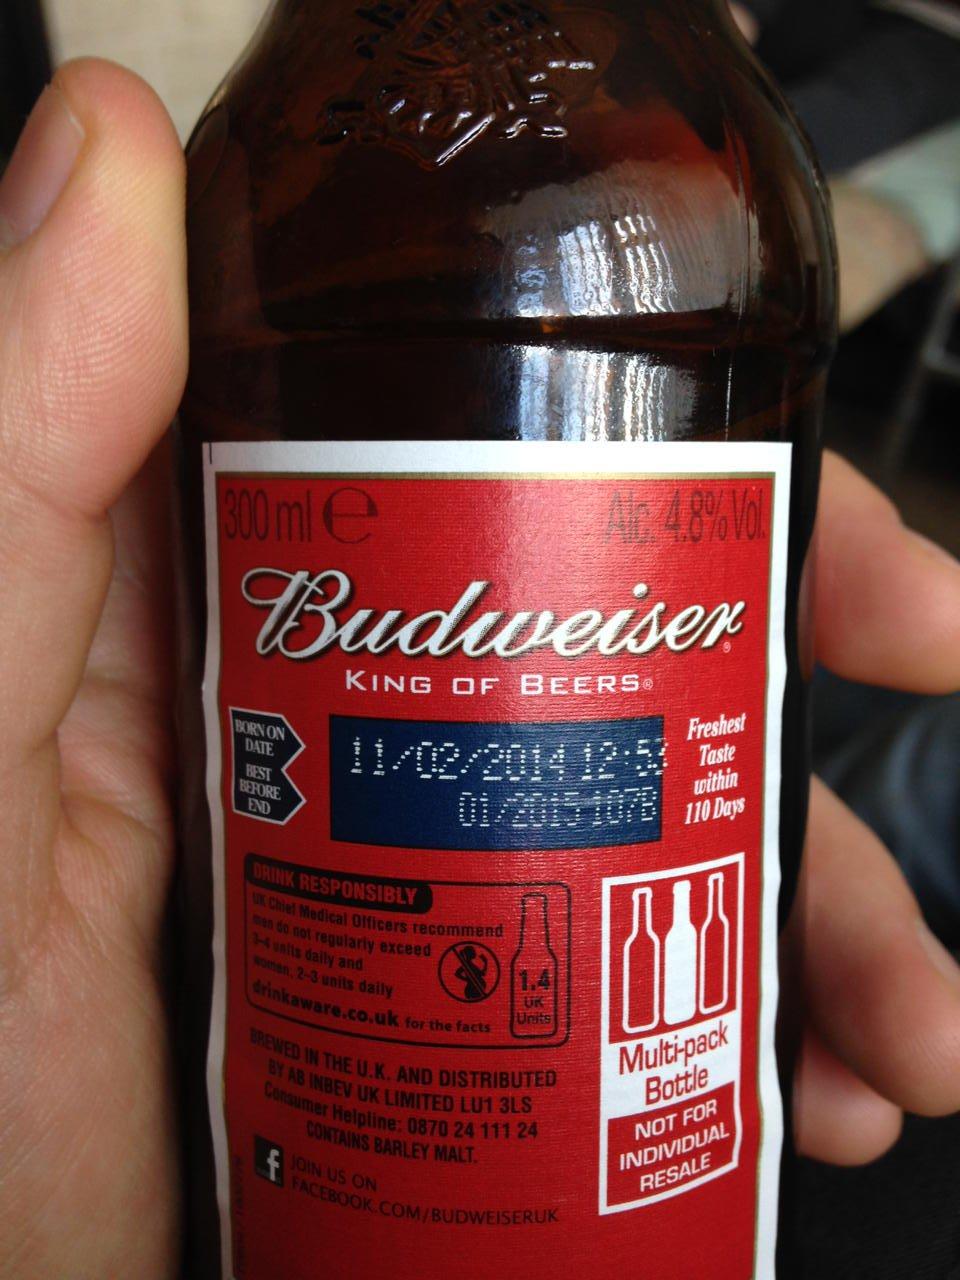 300 ml e
Alc. 4.8% Vol.
Budweiser®
KING OF BEERS®
BORN ON
DATE
BEST
BEFORE
END
11/02/2014 12:5
01/2015 107B
Freshest
Taste
within
110 Days
DRINK RESPONSIBLY
UK Chief Medical Officers recommend
men do not regularly exceed
3-4 units daily and
women, 2-3 units daily
drinkaware.co.uk for the facts
1.4
UK
Units
BREWED IN THE U.K. AND DISTRIBUTED
BY AB INBEV UK LIMITED LU1 3LS
Consumer Helpline: 0870 24 111 24
CONTAINS BARLEY MALT.
f JOIN US ON
FACEBOOK.COM/BUDWEISERUK
Multi-pack
Bottle
NOT FOR
INDIVIDUAL
RESALE